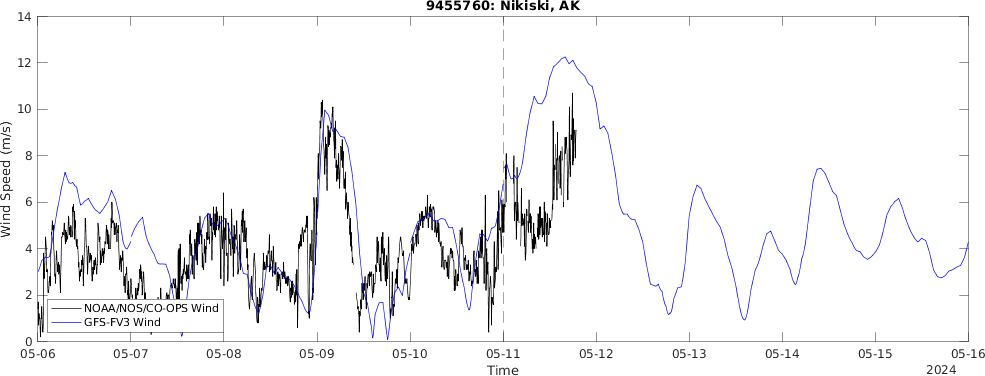 9455760: Nikiski, AK
Wind Speed (m/s)
14
12
10
8
6
4
2
0
NOAA/NOS/CO-OPS Wind
GFS-FV3 Wind
05-06 05-07 05-08 05-09 05-10 05-11 05-12 05-13 05-14 05-15 05-16
Time
2024